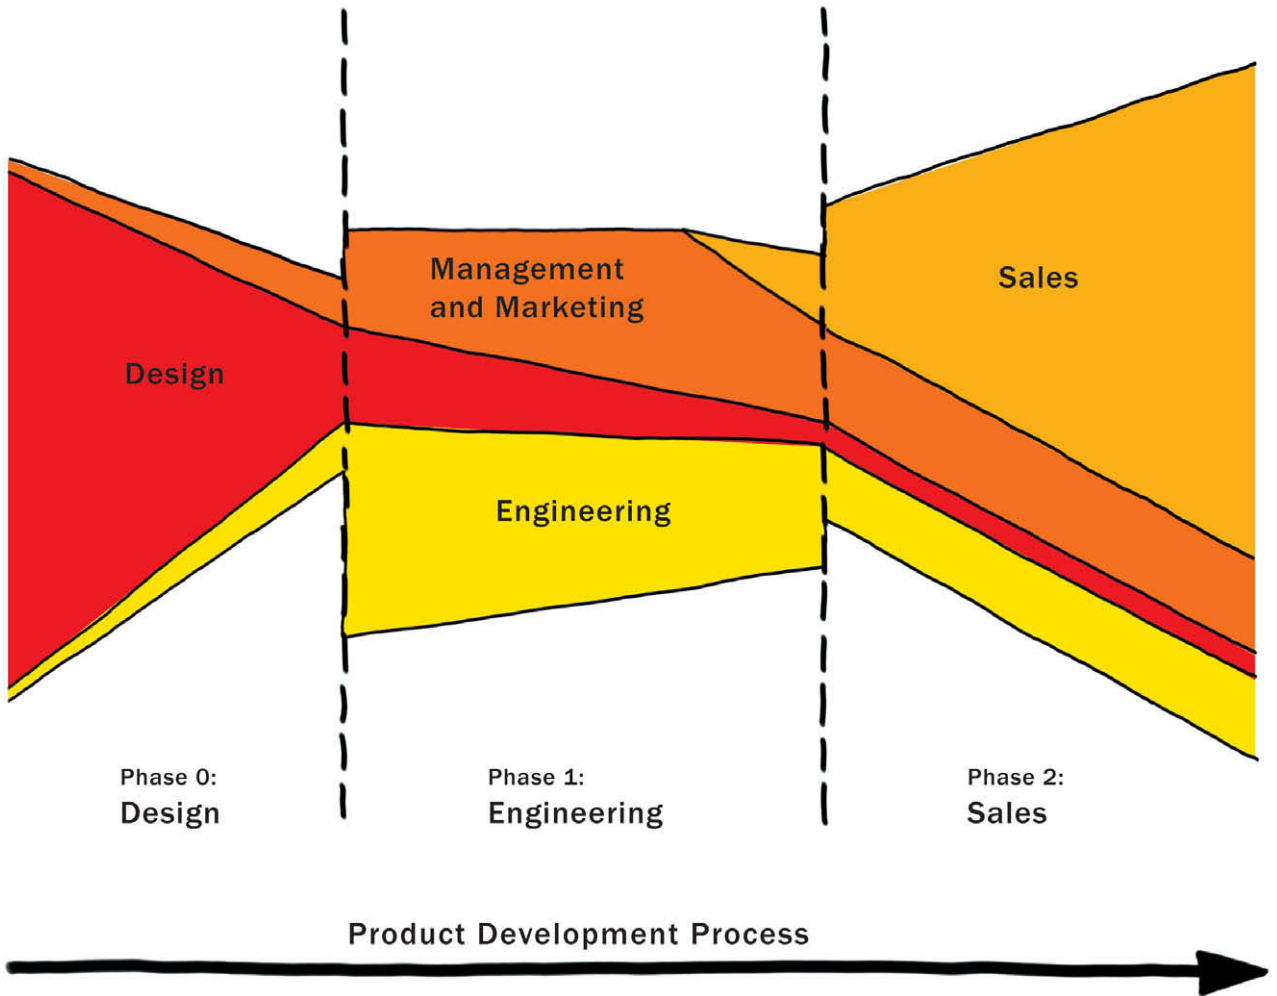 Management
and Marketing
Sales
Design
Engineering
Phase 0:
Design
Phase 1:
Engineering
Phase 2:
Sales
Product Development Process